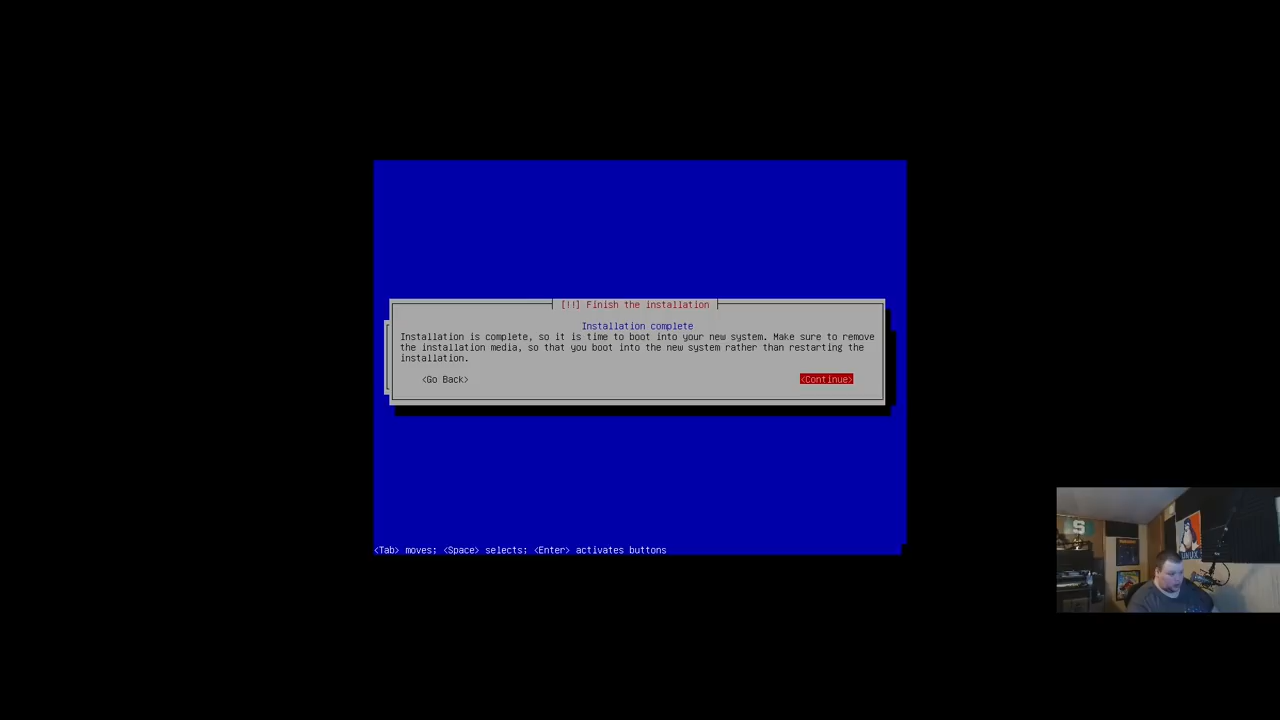 [!!] Finish the installation
Installation complete
Installation is complete, so it is time to boot into your new system. Make sure to remove
the installation media, so that you boot into the new system rather than restarting the
installation.
<Go Back> <Continue>
<Tab> moves; <Space> selects; <Enter> activates buttons
S
LINUX